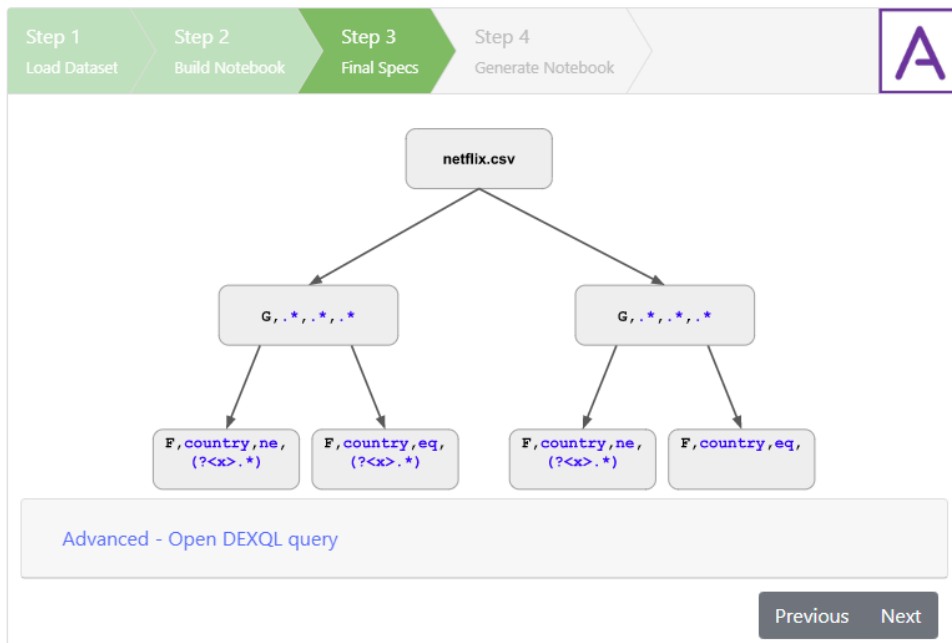 Step 1
Load Dataset
Step 2
Build Notebook
Step 3
Final Specs
Step 4
Generate Notebook
A
netflix.csv
G,.*,.*,.*
G,.*,.*,.*
F,country,ne,
(?<x>.*)
F,country,eq,
(?<x>.*)
F,country,ne,
(?<x>.*)
F,country,eq,
Advanced - Open DEXQL query
Previous
Next